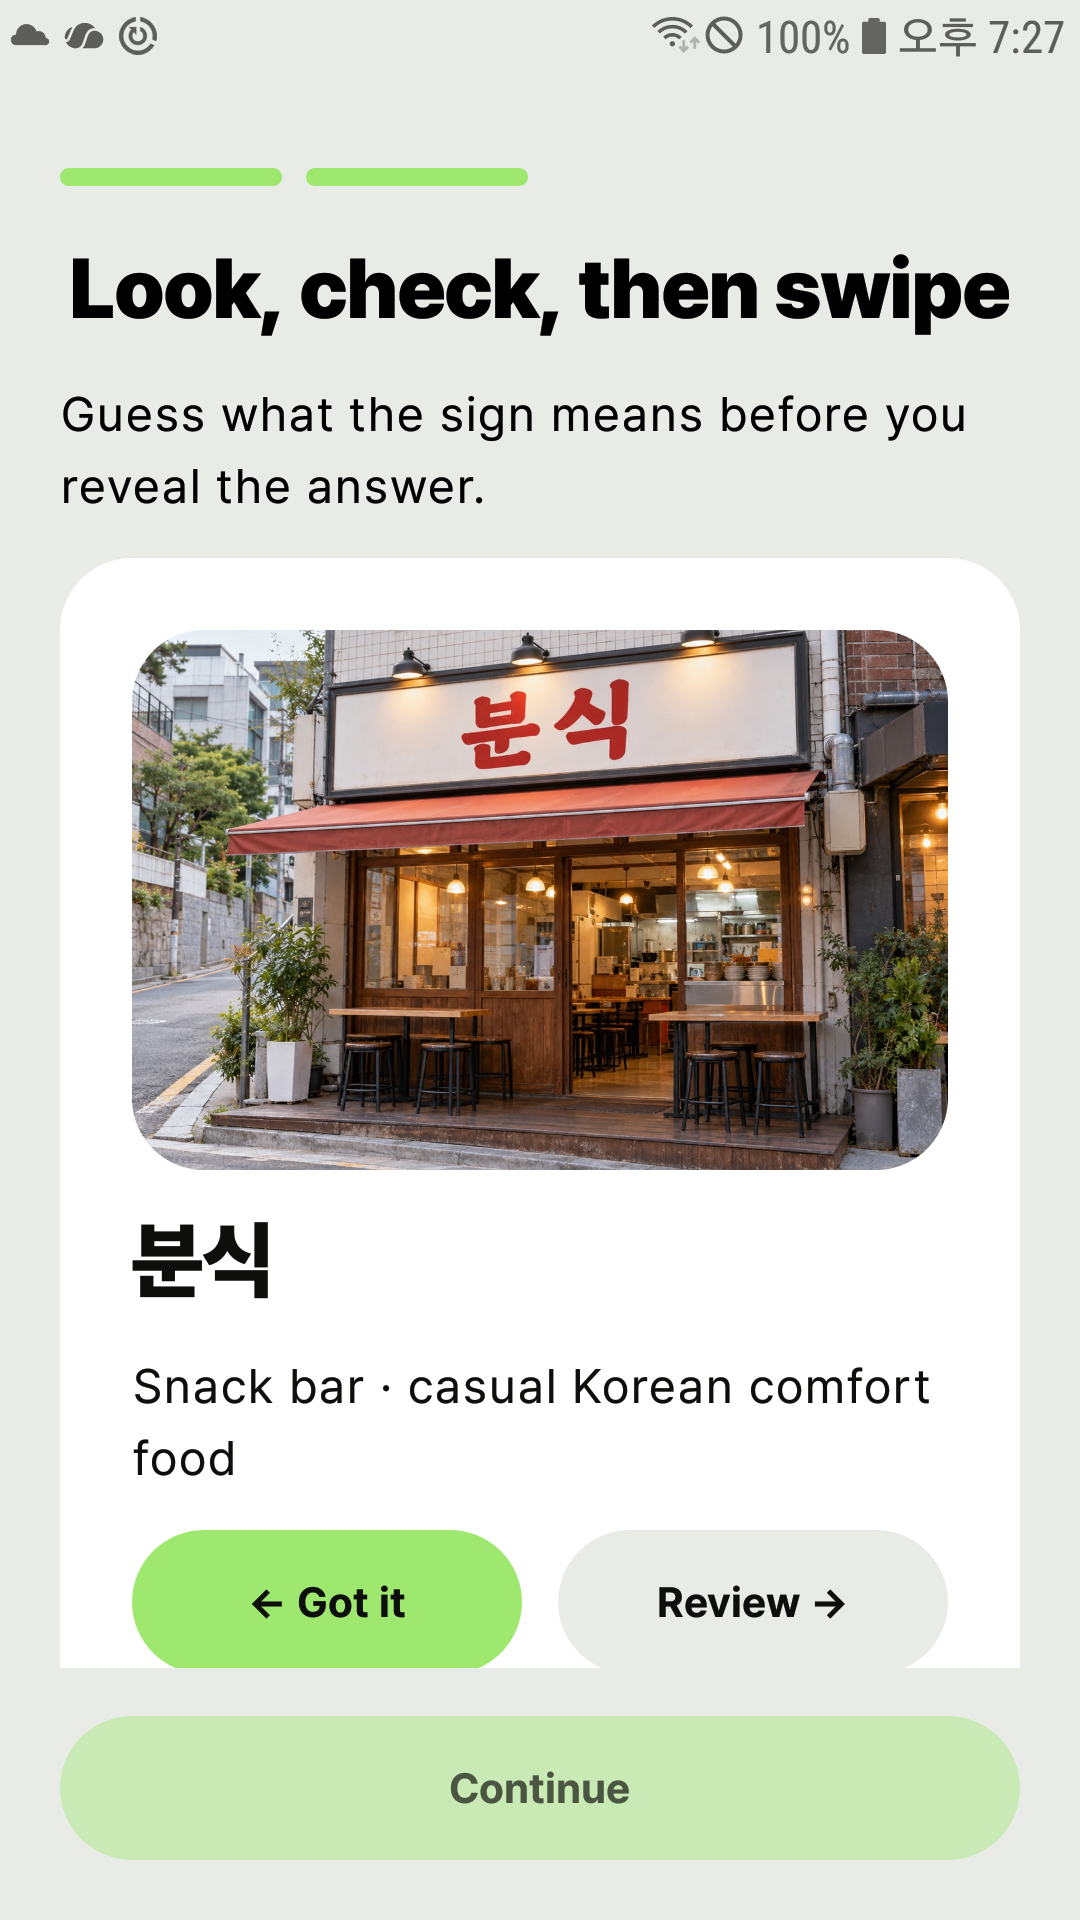 100% 오후 7:27
Look, check, then swipe
Guess what the sign means before you
reveal the answer.
분식
분식
Snack bar · casual Korean comfort
food
← Got it
Review →
Continue